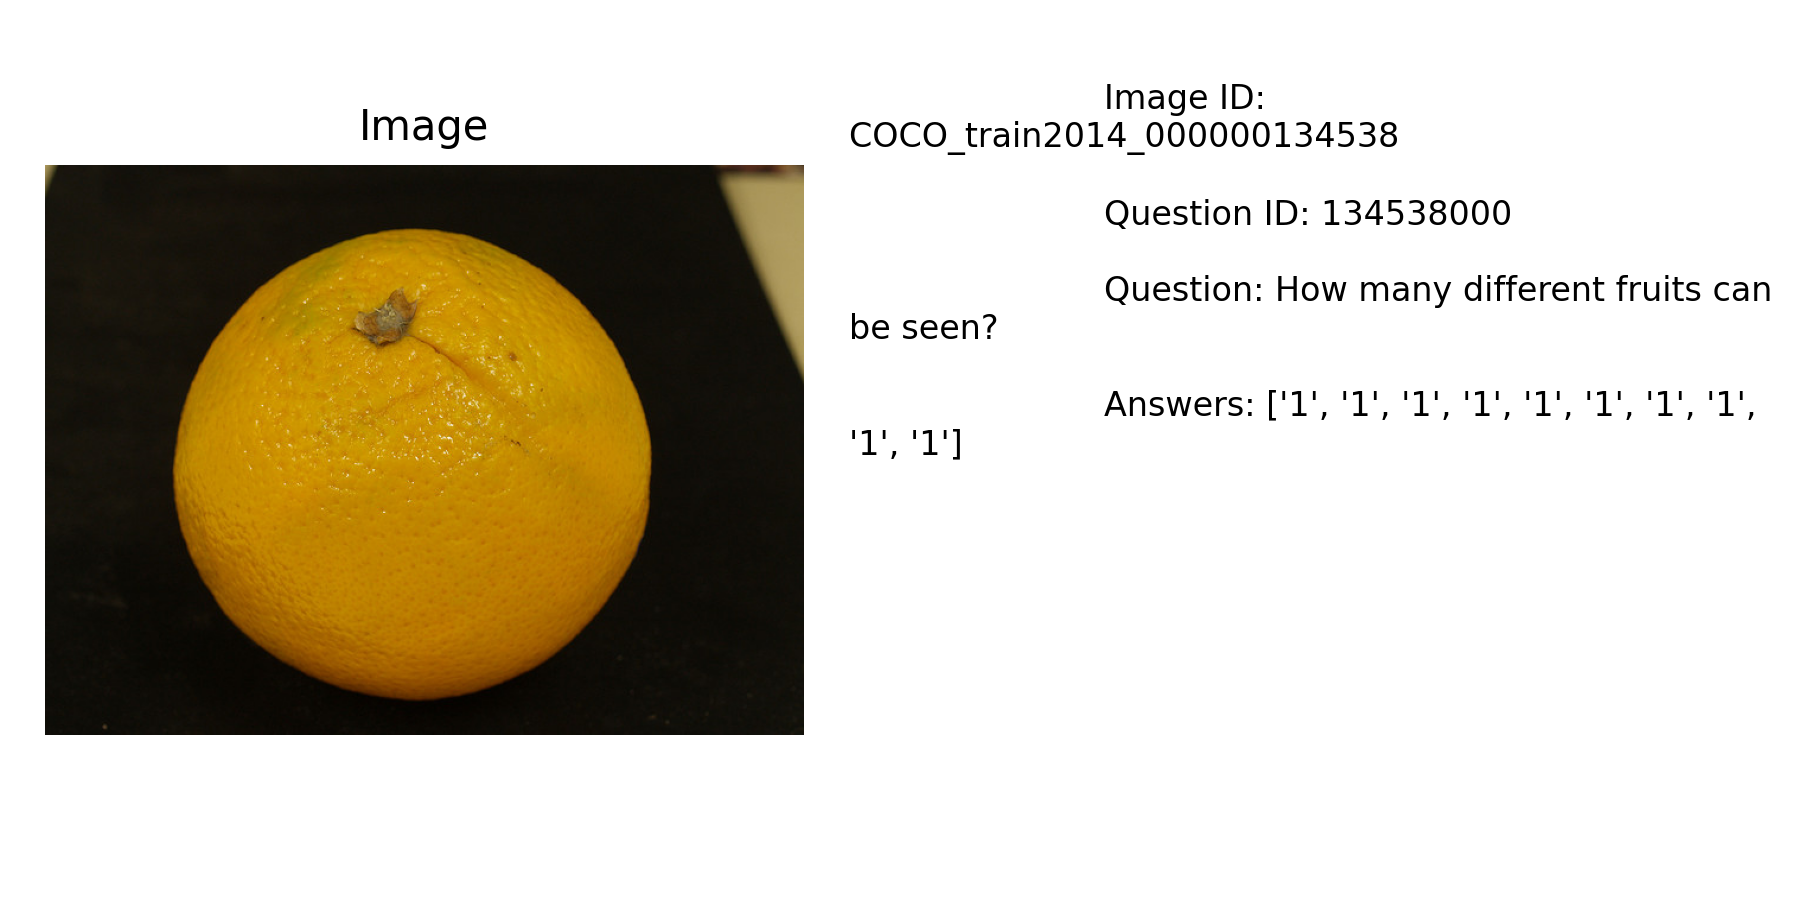 Image
Image ID:
COCO_train2014_000000134538
Question ID: 134538000
Question: How many different fruits can
be seen?
Answers: ['1', '1', '1', '1', '1', '1', '1', '1',
'1', '1']